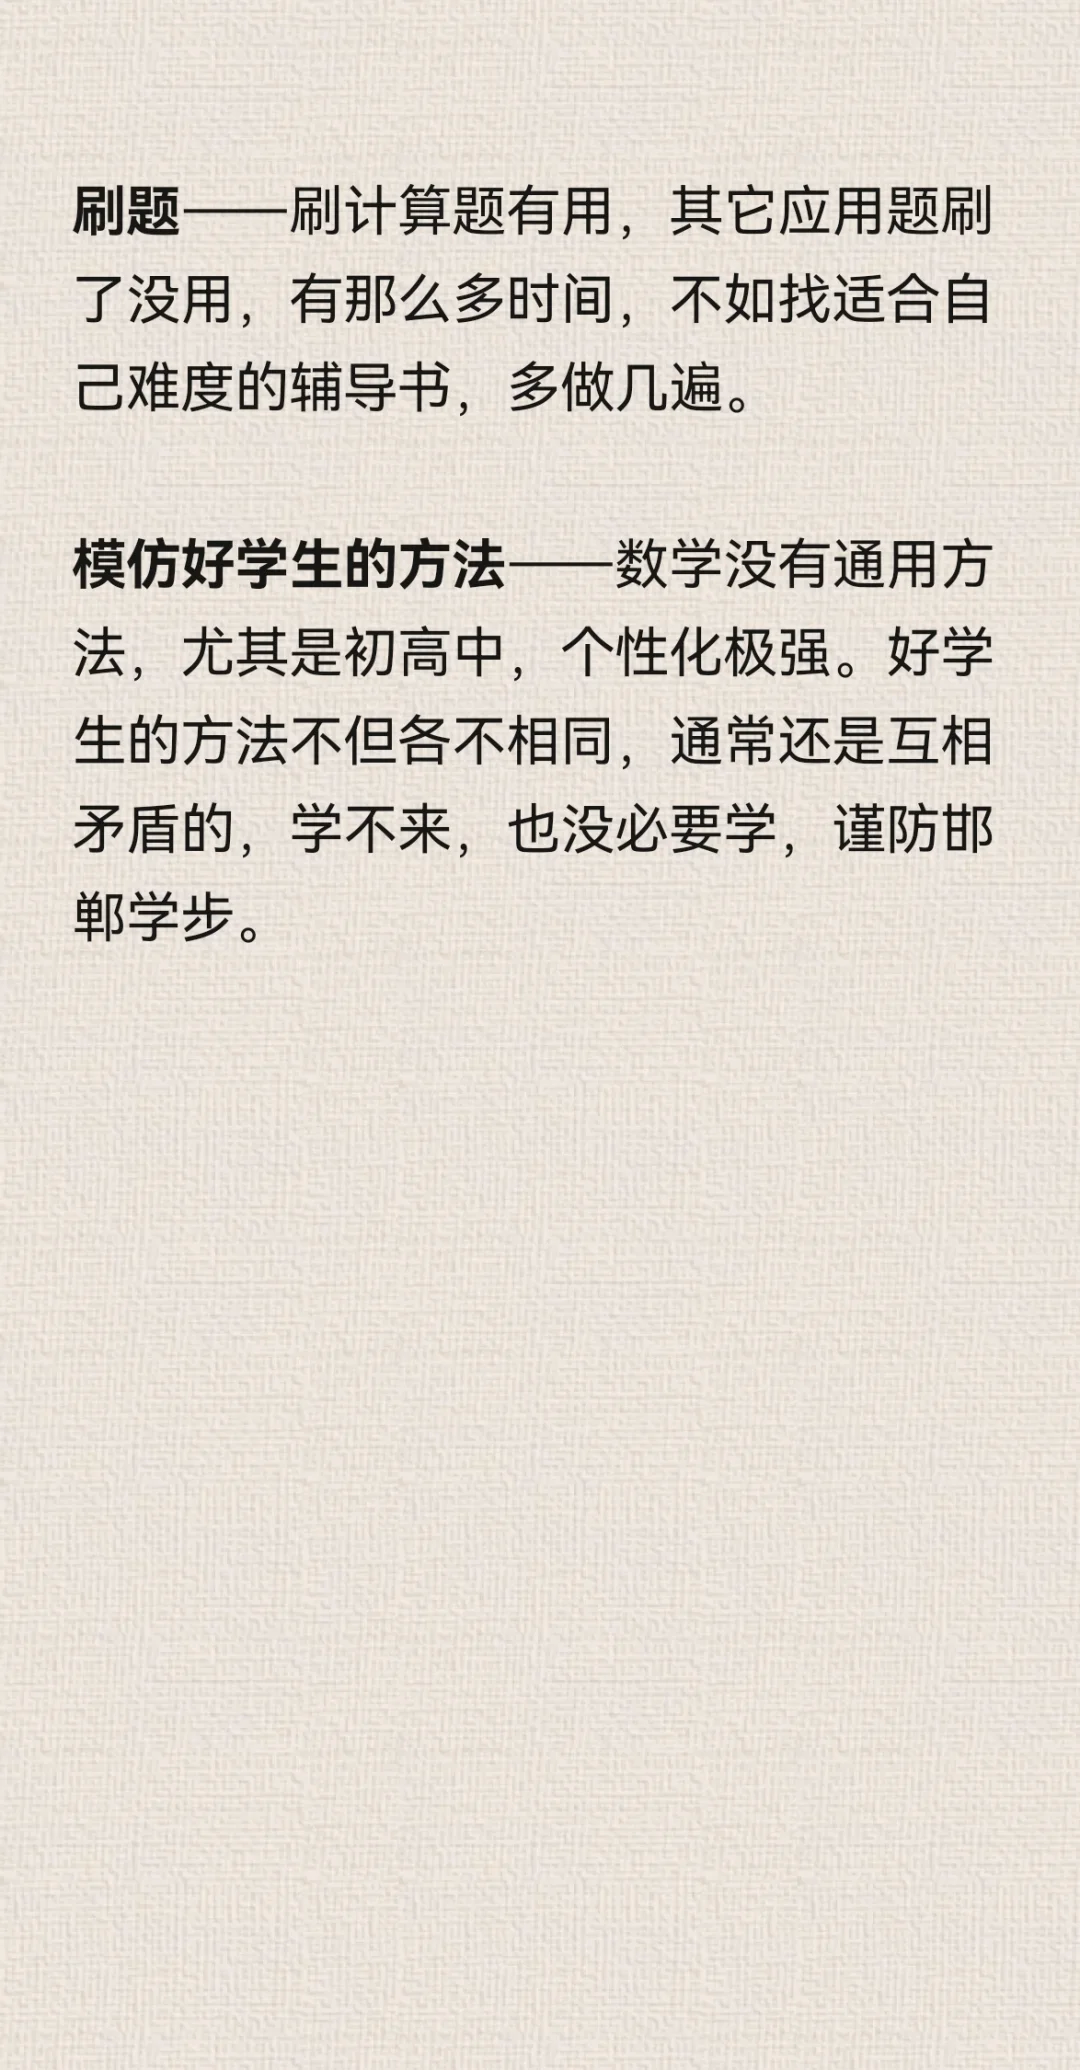 刷题——刷计算题有用，其它应用题刷
了没用，有那么多时间，不如找适合自
己难度的辅导书，多做几遍。
模仿好学生的方法——数学没有通用方
法，尤其是初高中，个性化极强。好学
生的方法不但各不相同，通常还是互相
矛盾的，学不来，也没必要学，谨防邯
郸学步。